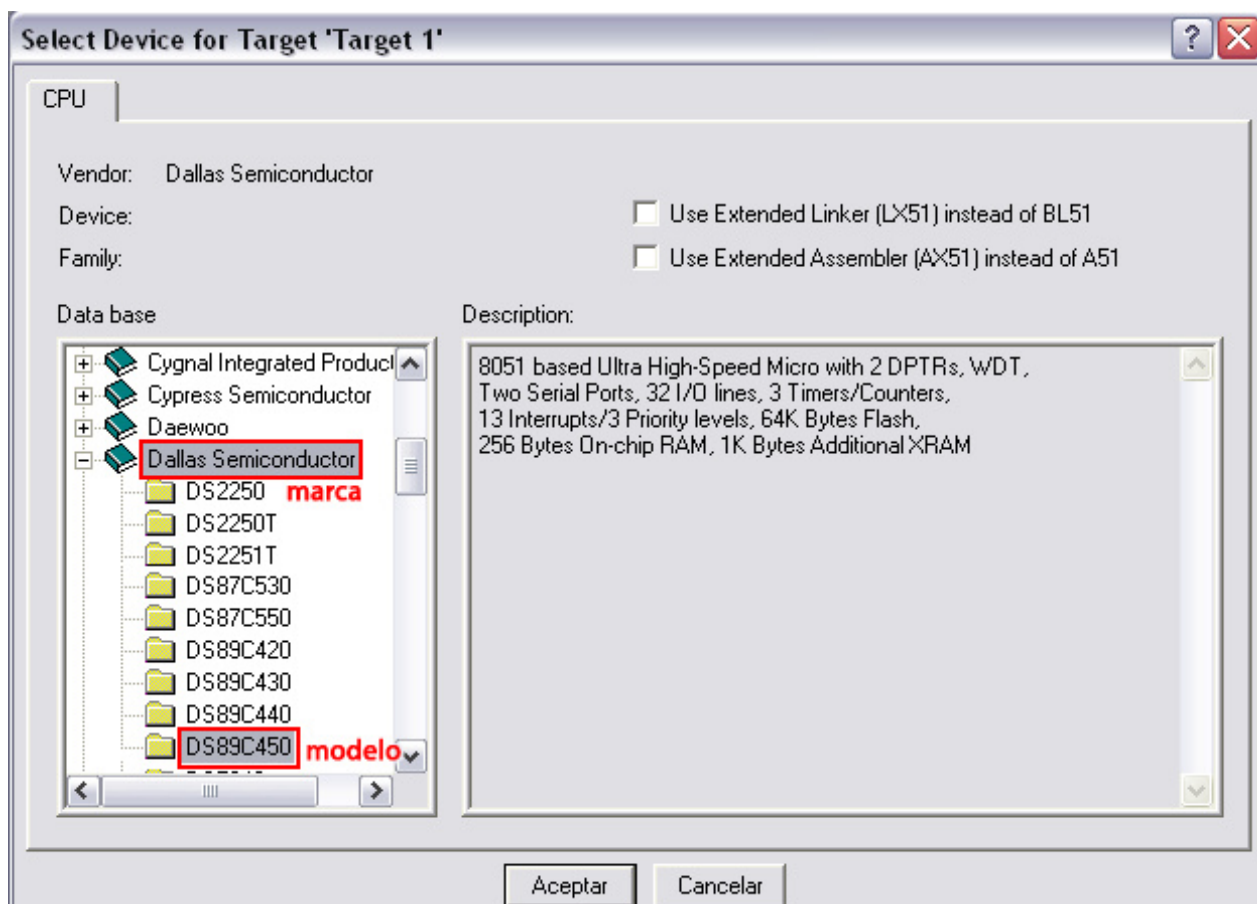 Select Device for Target 'Target 1'
CPU
Vendor: Dallas Semiconductor
Device:
Use Extended Linker (LX51) instead of BL51
Family:
Use Extended Assembler (AX51) instead of A51
Data base
Cygnal Integrated Product
Cypress Semiconductor
Daewoo
Dallas Semiconductor
DS2250 marca
DS2250T
DS2251T
DS87C530
DS87C550
DS89C420
DS89C430
DS89C440
DS89C450 modelo
Description:
8051 based Ultra High-Speed Micro with 2 DPTRs, WDT,
Two Serial Ports, 32 I/O lines, 3 Timers/Counters,
13 Interrupts/3 Priority levels, 64K Bytes Flash,
256 Bytes On-chip RAM, 1K Bytes Additional XRAM
Aceptar Cancelar